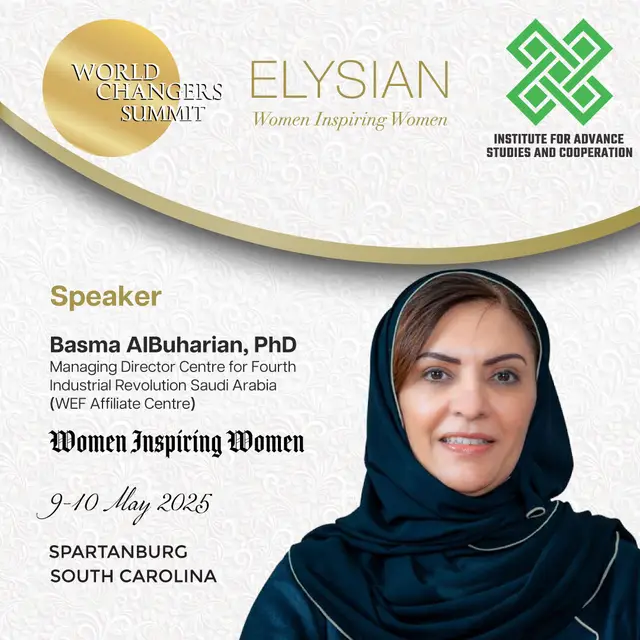 WORLD
CHANGERS
SUMMIT
ELYSIAN
Women Inspiring Women
INSTITUTE FOR ADVANCE
STUDIES AND COOPERATION
Speaker
Basma AlBuharian, PhD
Managing Director Centre for Fourth
Industrial Revolution Saudi Arabia
(WEF Affiliate Centre)
Women Inspiring Women
9-10 May 2025
SPARTANBURG
SOUTH CAROLINA